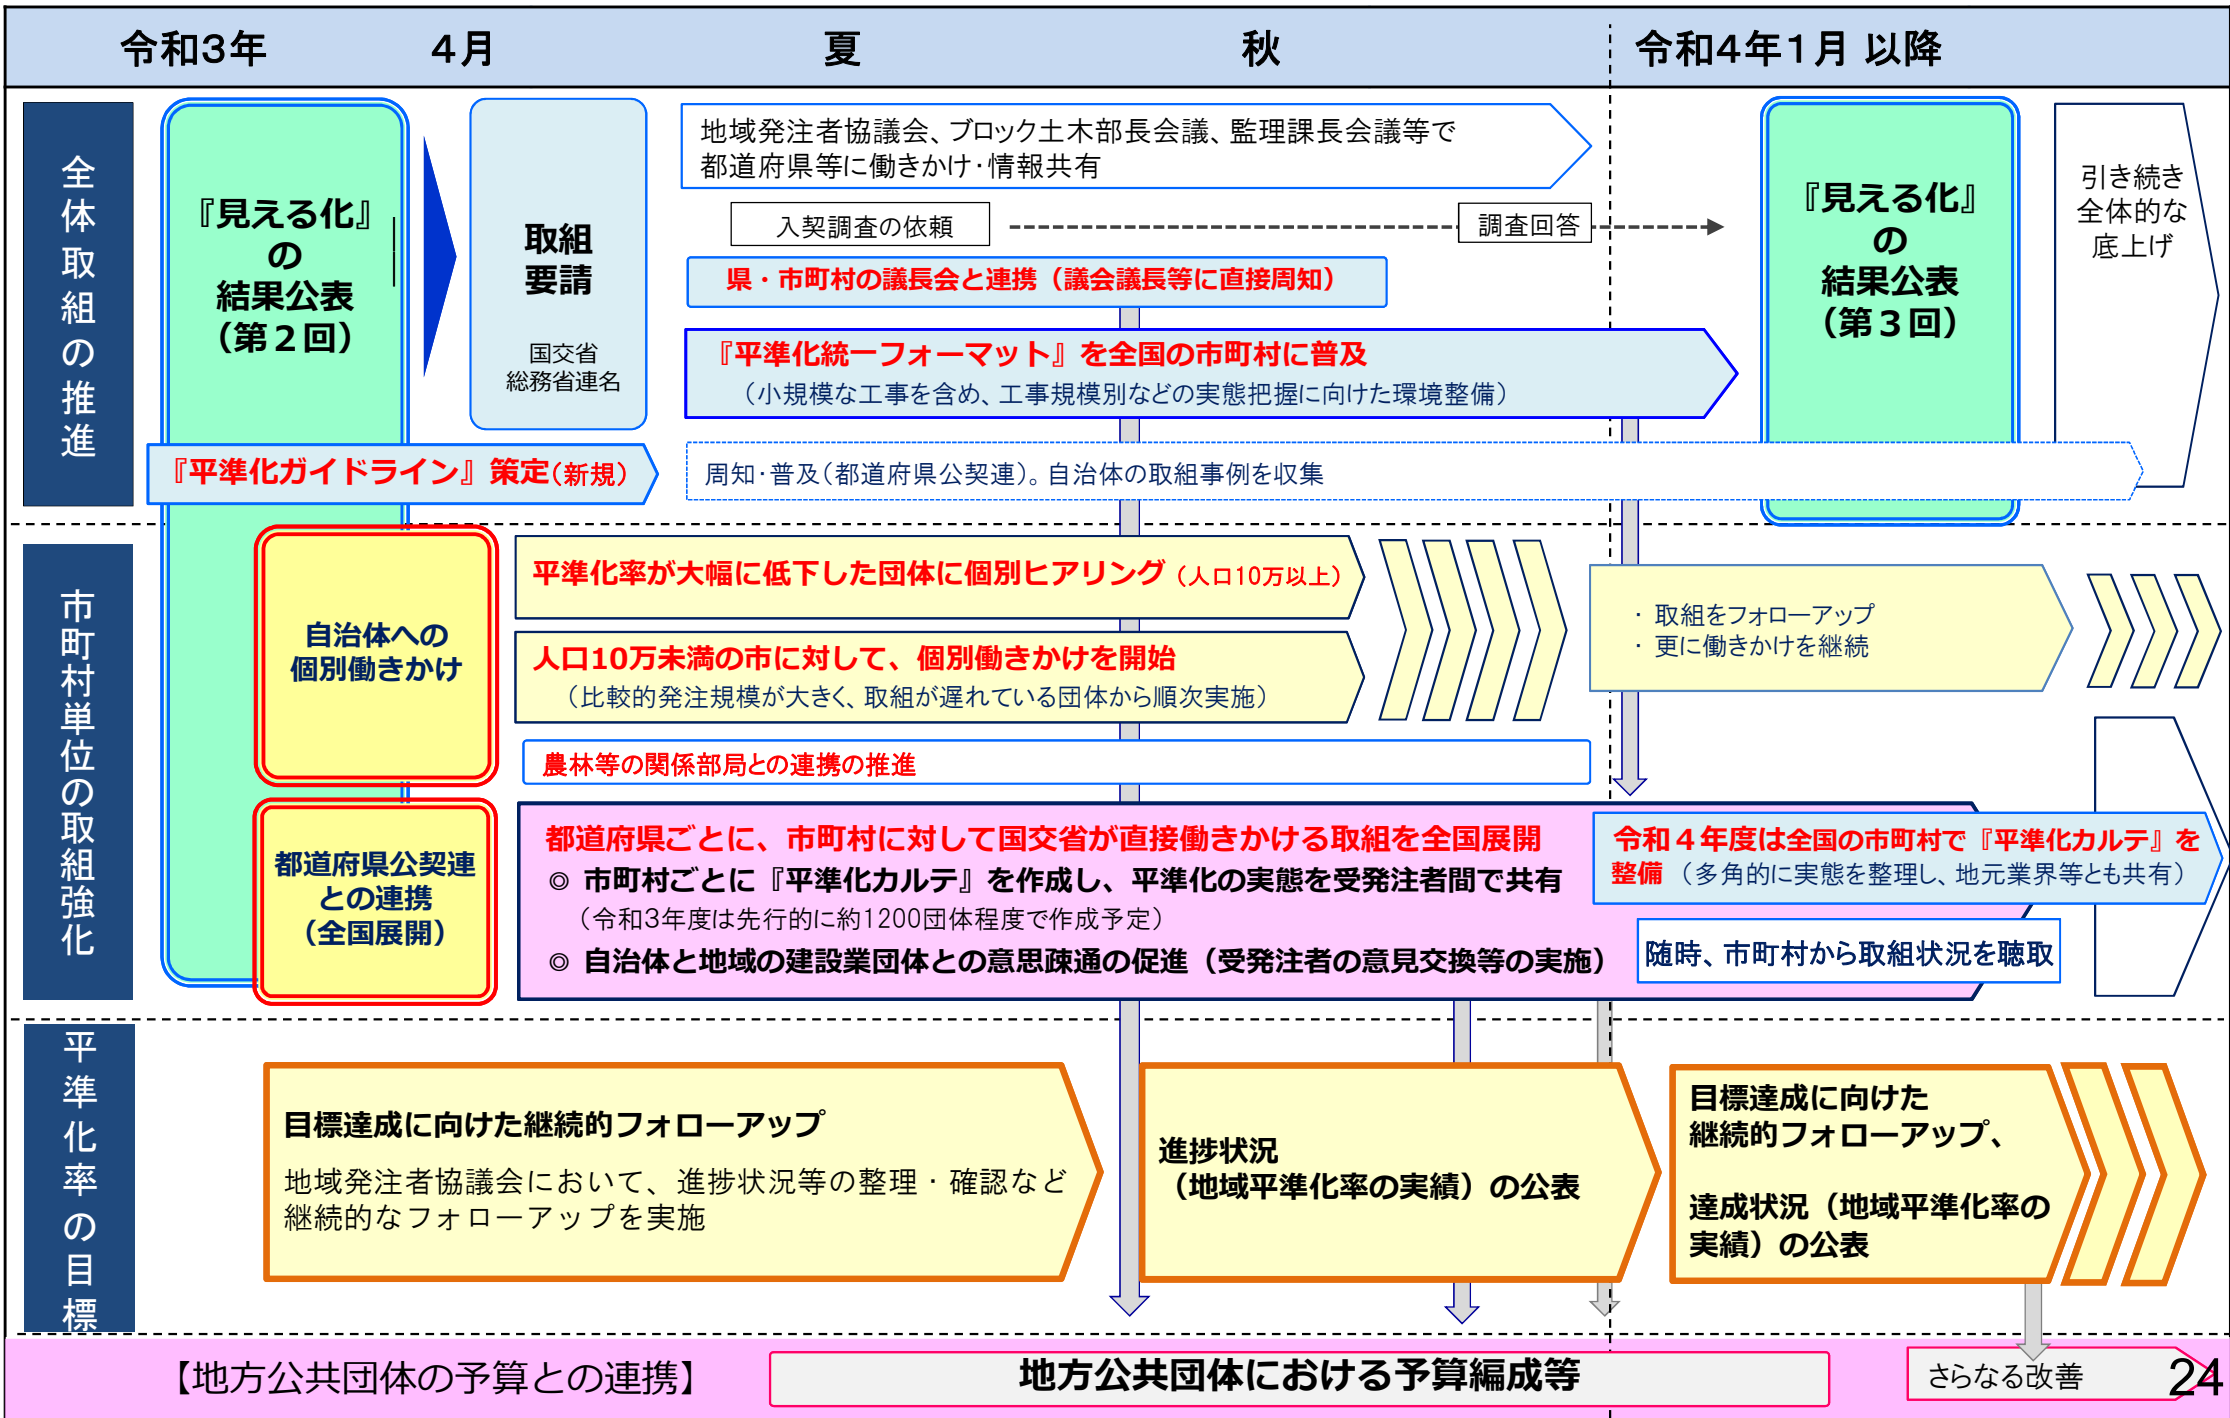 令和3年
4月
夏
秋
令和4年1月 以降
全体取組の推進
『見える化』
の
結果公表
（第２回）
取組
要請
国交省
総務省連名
地域発注者協議会、ブロック土木部長会議、監理課長会議等で
都道府県等に働きかけ・情報共有
入契調査の依頼
調査回答
県・市町村の議長会と連携（議会議長等に直接周知）
『平準化統一フォーマット』を全国の市町村に普及
（小規模な工事を含め、工事規模別などの実態把握に向けた環境整備）
『見える化』
の
結果公表
（第３回）
引き続き
全体的な
底上げ
『平準化ガイドライン』策定（新規）
周知・普及（都道府県公契連）。自治体の取組事例を収集
市町村単位の取組強化
自治体への
個別働きかけ
平準化率が大幅に低下した団体に個別ヒアリング（人口10万以上）
人口10万未満の市に対して、個別働きかけを開始
（比較的発注規模が大きく、取組が遅れている団体から順次実施）
・ 取組をフォローアップ
・ 更に働きかけを継続
農林等の関係部局との連携の推進
都道府県公契連
との連携
（全国展開）
都道府県ごとに、市町村に対して国交省が直接働きかける取組を全国展開
◎ 市町村ごとに『平準化カルテ』を作成し、平準化の実態を受発注者間で共有
（令和3年度は先行的に約1200団体程度で作成予定）
◎ 自治体と地域の建設業団体との意思疎通の促進（受発注者の意見交換等の実施）
令和４年度は全国の市町村で『平準化カルテ』を
整備（多角的に実態を整理し、地元業界等とも共有）
随時、市町村から取組状況を聴取
平準化率の目標
目標達成に向けた継続的フォローアップ
地域発注者協議会において、進捗状況等の整理・確認など
継続的なフォローアップを実施
進捗状況
（地域平準化率の実績）の公表
目標達成に向けた
継続的フォローアップ、
達成状況（地域平準化率の
実績）の公表
【地方公共団体の予算との連携】
地方公共団体における予算編成等
さらなる改善
24